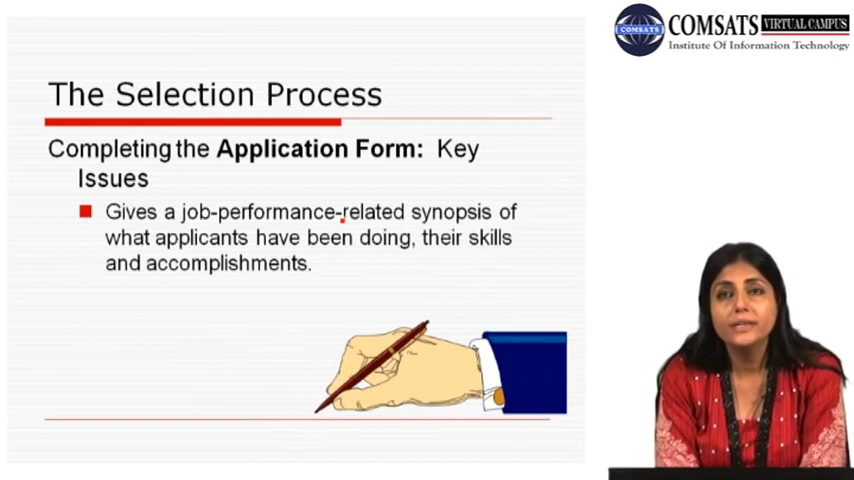 COMSATS
COMSATS VIRTUAL CAMPUS
Institute Of Information Technology
The Selection Process
Completing the Application Form: Key
Issues
Gives a job-performance-related synopsis of
what applicants have been doing, their skills
and accomplishments.